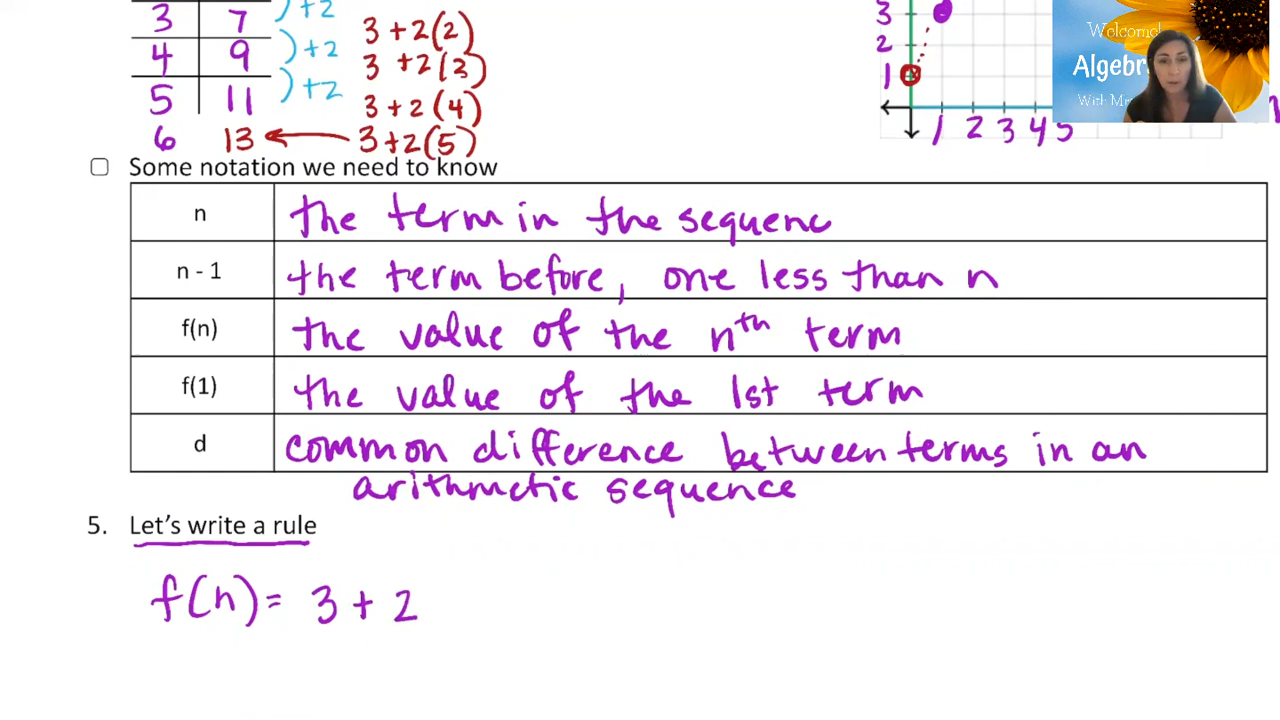 3 7 ) +2
3 + 2(2)
4 9 ) +2
3 + 2(3)
5 11 ) +2
3 + 2(4)
6 13 ← 3+2(5)
3
2
1
1 2 3 4 5
Welcome!
With
Some notation we need to know
n the term in the sequenc
n - 1 the term before, one less than n
f(n) the value of the nth term
f(1) the value of the 1st term
d common difference between terms in an
arithmetic sequence
5. Let's write a rule
f(n) = 3 + 2